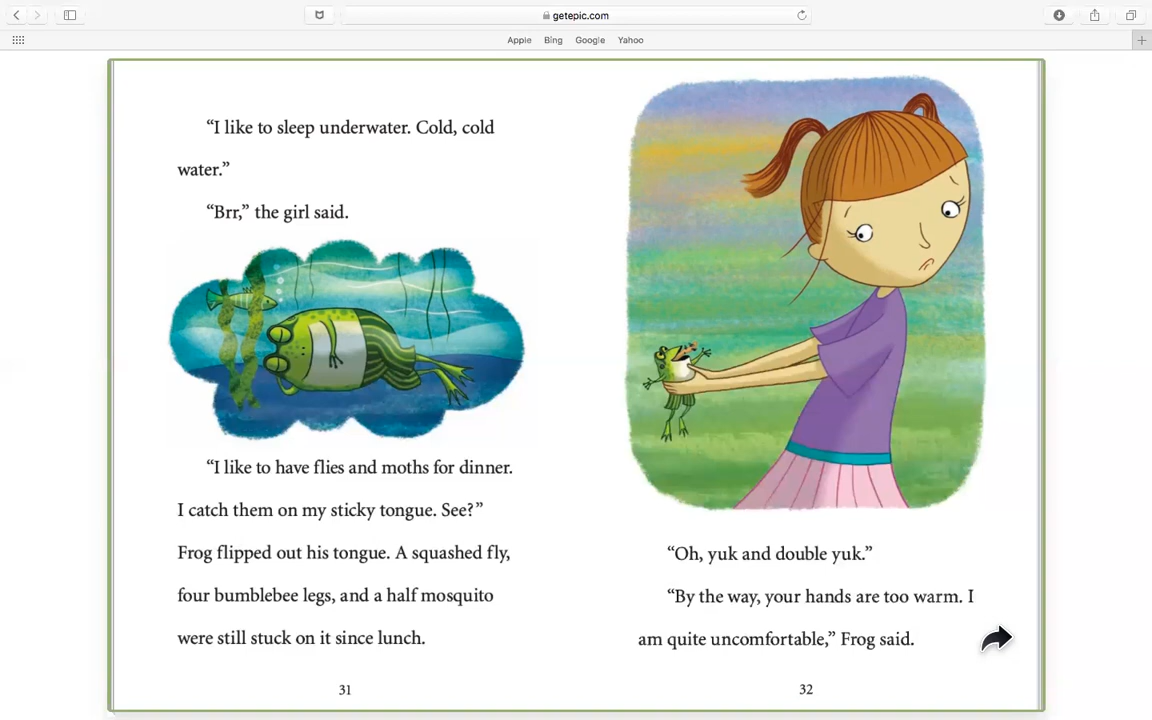 getepic.com
Apple Bing Google Yahoo
“I like to sleep underwater. Cold, cold
water.”
“Brr,” the girl said.
“I like to have flies and moths for dinner.
I catch them on my sticky tongue. See?”
Frog flipped out his tongue. A squashed fly,
four bumblebee legs, and a half mosquito
were still stuck on it since lunch.
31
“Oh, yuk and double yuk.”
“By the way, your hands are too warm. I
am quite uncomfortable,” Frog said.
32